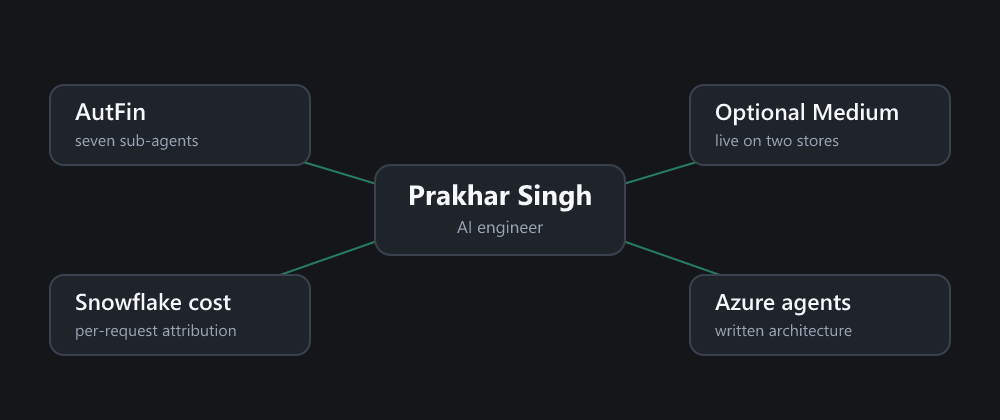 AutFin
seven sub-agents
Optional Medium
live on two stores
Prakhar Singh
AI engineer
Snowflake cost
per-request attribution
Azure agents
written architecture